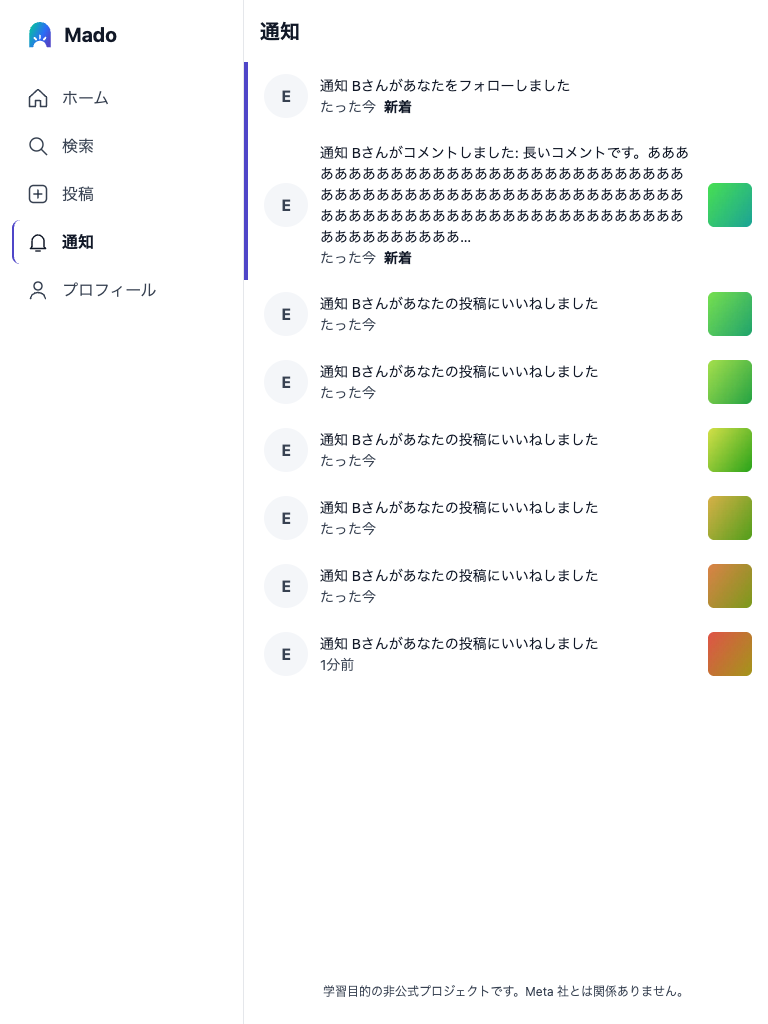 Mado
ホーム
検索
投稿
通知
プロフィール
通知
E
通知 Bさんがあなたをフォローしました
たった今 新着
E
通知 Bさんがコメントしました: 長いコメントです。あああ
ああああああああああああああああああああああああああ
ああああああああああああああああああああああああああ
ああああああああああああああああああああああああああ
ああああああああああ…
たった今 新着
E
通知 Bさんがあなたの投稿にいいねしました
たった今
E
通知 Bさんがあなたの投稿にいいねしました
たった今
E
通知 Bさんがあなたの投稿にいいねしました
たった今
E
通知 Bさんがあなたの投稿にいいねしました
たった今
E
通知 Bさんがあなたの投稿にいいねしました
たった今
E
通知 Bさんがあなたの投稿にいいねしました
1分前
学習目的の非公式プロジェクトです。Meta 社とは関係ありません。